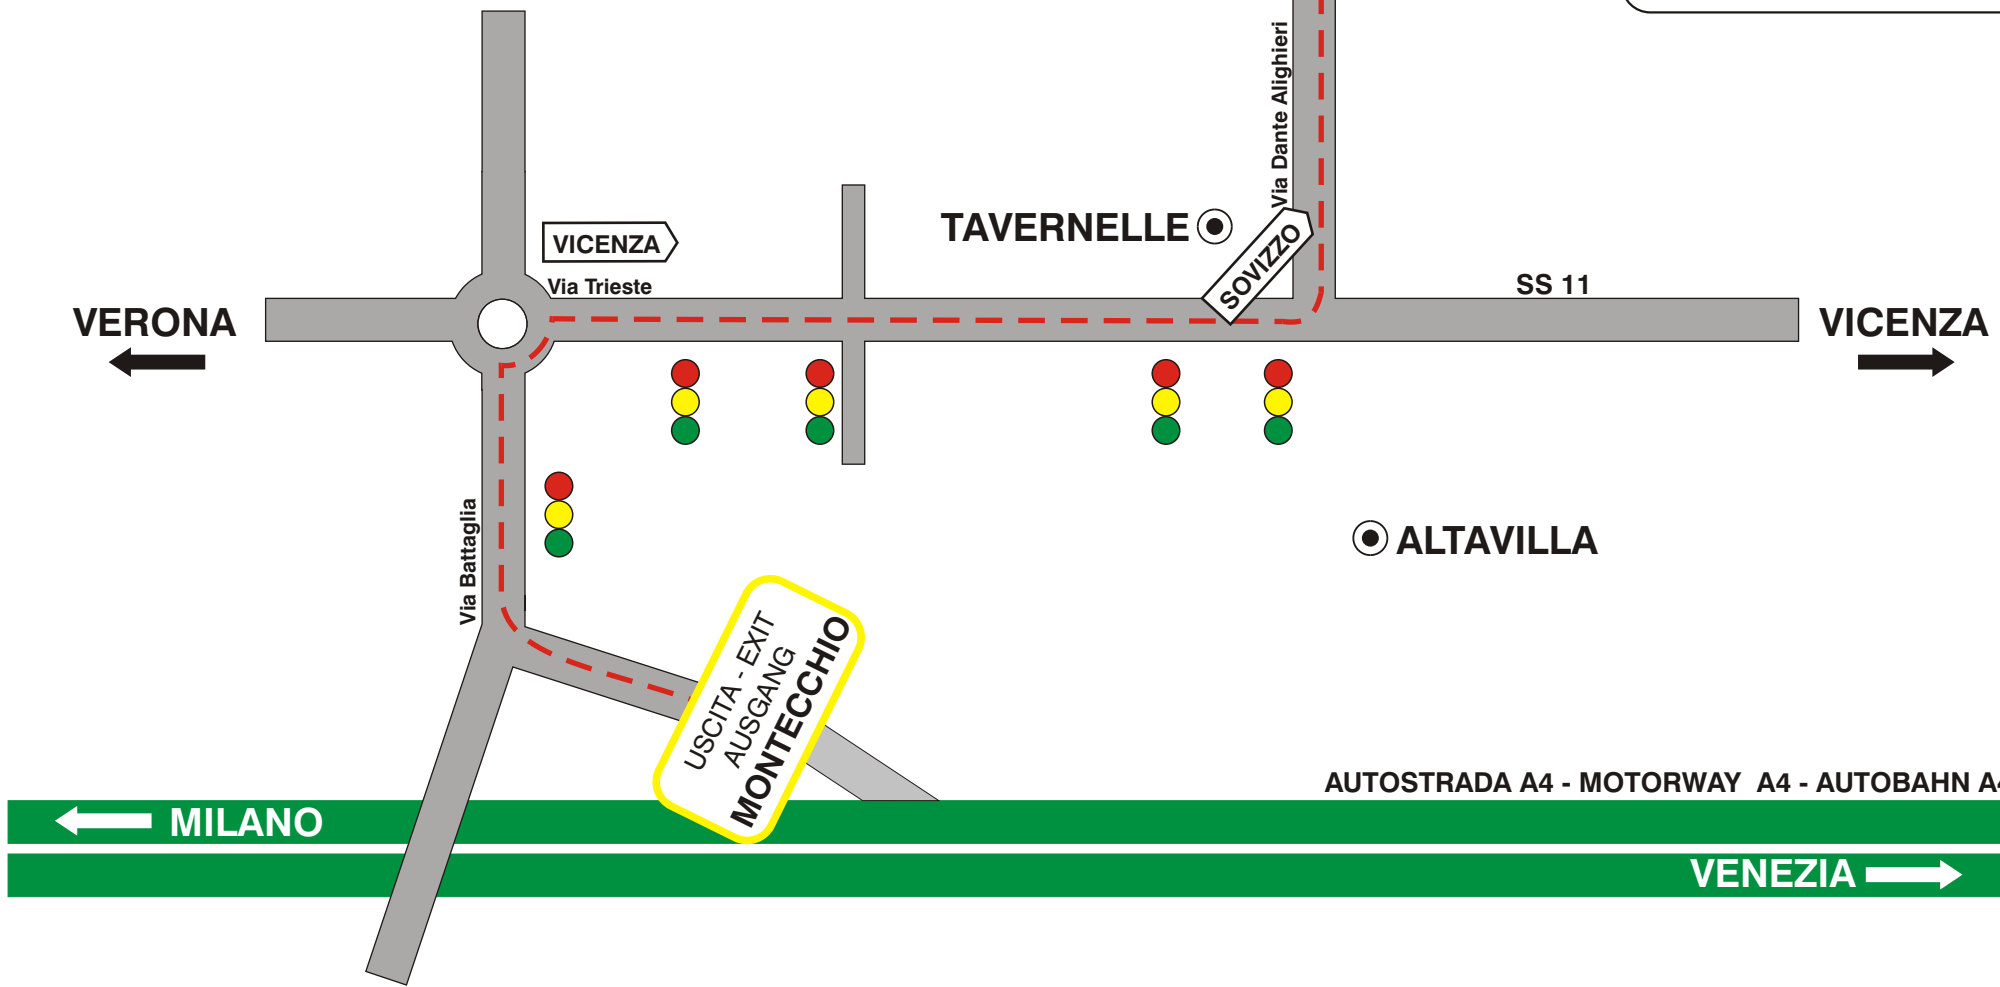 Via Dante Alighieri
VICENZA
TAVERNELLE
SOVIZZO
Via Trieste
SS 11
VERONA
VICENZA
Via Battaglia
ALTAVILLA
USCITA - EXIT
AUSGANG
MONTECCHIO
AUTOSTRADA A4 - MOTORWAY A4 - AUTOBAHN A4
MILANO
VENEZIA